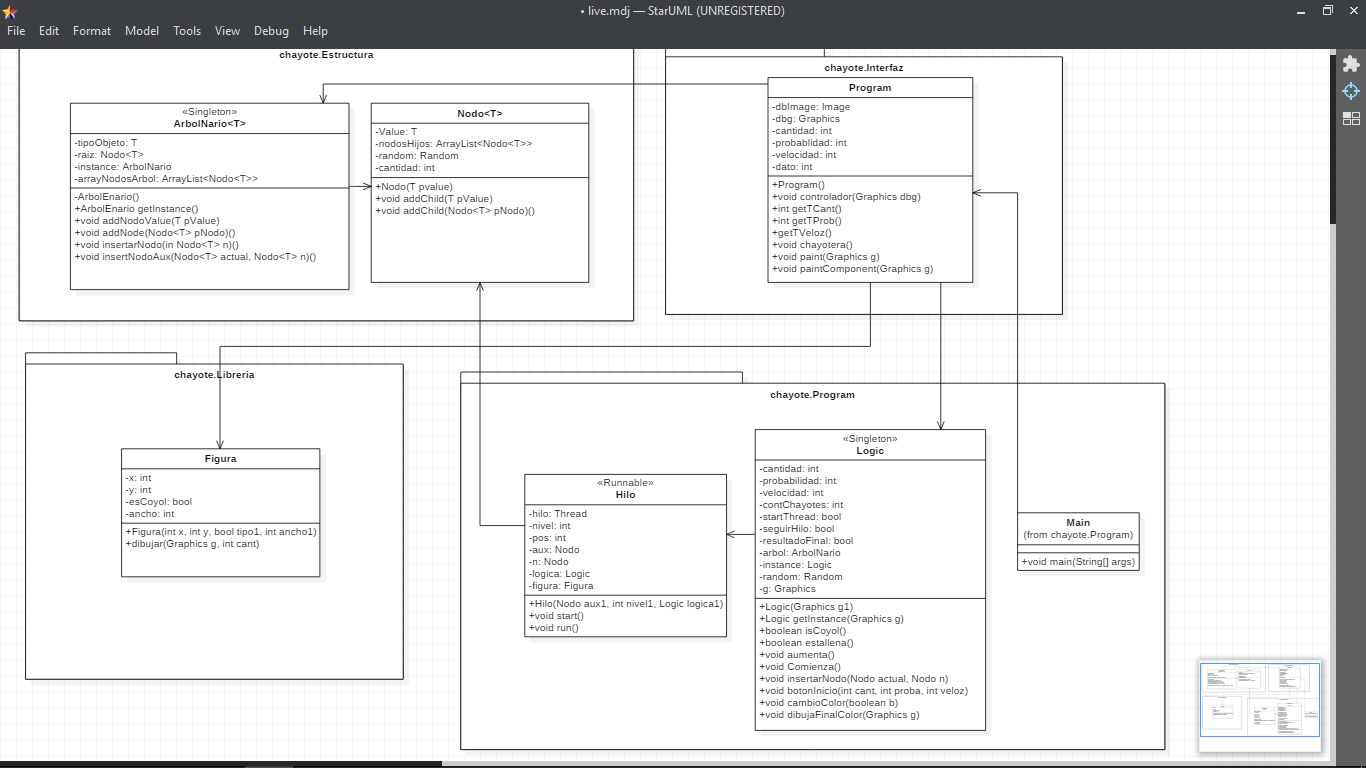 • live.mdj — StarUML (UNREGISTERED)
File Edit Format Model Tools View Debug Help
chayote.Estructura
«Singleton»
ArbolNario<T>
-tipoObjeto: T
-raiz: Nodo<T>
-instance: ArbolNario
-arrayNodosArbol: ArrayList<Nodo<T>>
-ArbolEnario()
+ArbolEnario getInstance()
+void addNodoValue(T pValue)
+void addNode(Nodo<T> pNodo)()
+void insertarNodo(in Nodo<T> n)()
+void insertNodoAux(Nodo<T> actual, Nodo<T> n)()
Nodo<T>
-Value: T
-nodosHijos: ArrayList<Nodo<T>>
-random: Random
-cantidad: int
+Nodo(T pvalue)
+void addChild(T pValue)
+void addChild(Nodo<T> pNodo)()
chayote.Interfaz
Program
-dbImage: Image
-dbg: Graphics
-cantidad: int
-probablidad: int
-velocidad: int
-dato: int
+Program()
+void controlador(Graphics dbg)
+int getTCant()
+int getTProb()
+getTVeloz()
+void chayotera()
+void paint(Graphics g)
+void paintComponent(Graphics g)
chayote.Libreria
Figura
-x: int
-y: int
-esCoyol: bool
-ancho: int
+Figura(int x, int y, bool tipo1, int ancho1)
+dibujar(Graphics g, int cant)
chayote.Program
«Runnable»
Hilo
-hilo: Thread
-nivel: int
-pos: int
-aux: Nodo
-n: Nodo
-logica: Logic
-figura: Figura
+Hilo(Nodo aux1, int nivel1, Logic logica1)
+void start()
+void run()
«Singleton»
Logic
-cantidad: int
-probabilidad: int
-velocidad: int
-contChayotes: int
-startThread: bool
-seguirHilo: bool
-resultadoFinal: bool
-arbol: ArbolNario
-instance: Logic
-random: Random
-g: Graphics
+Logic(Graphics g1)
+Logic getInstance(Graphics g)
+boolean isCoyol()
+boolean estallena()
+void aumenta()
+void Comienza()
+void insertarNodo(Nodo actual, Nodo n)
+void botonInicio(int cant, int proba, int veloz)
+void cambioColor(boolean b)
+void dibujaFinalColor(Graphics g)
Main
(from chayote.Program)
+void main(String[] args)